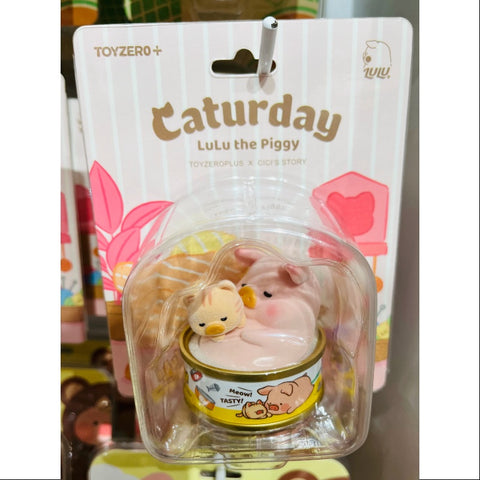 TOYZERO+
LULU
Caturday
LuLu the Piggy
TOYZEROPLUS X CICI'S STORY
Meow!
TASTY!